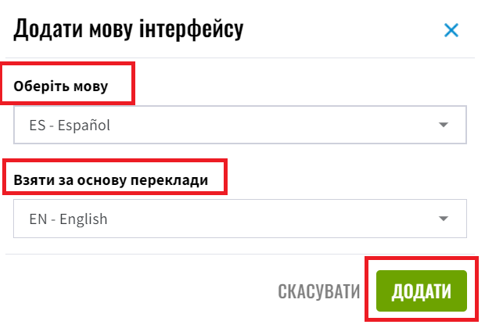 Додати мову інтерфейсу
Оберіть мову
ES - Español
Взяти за основу переклади
EN - English
СКАСУВАТИ ДОДАТИ